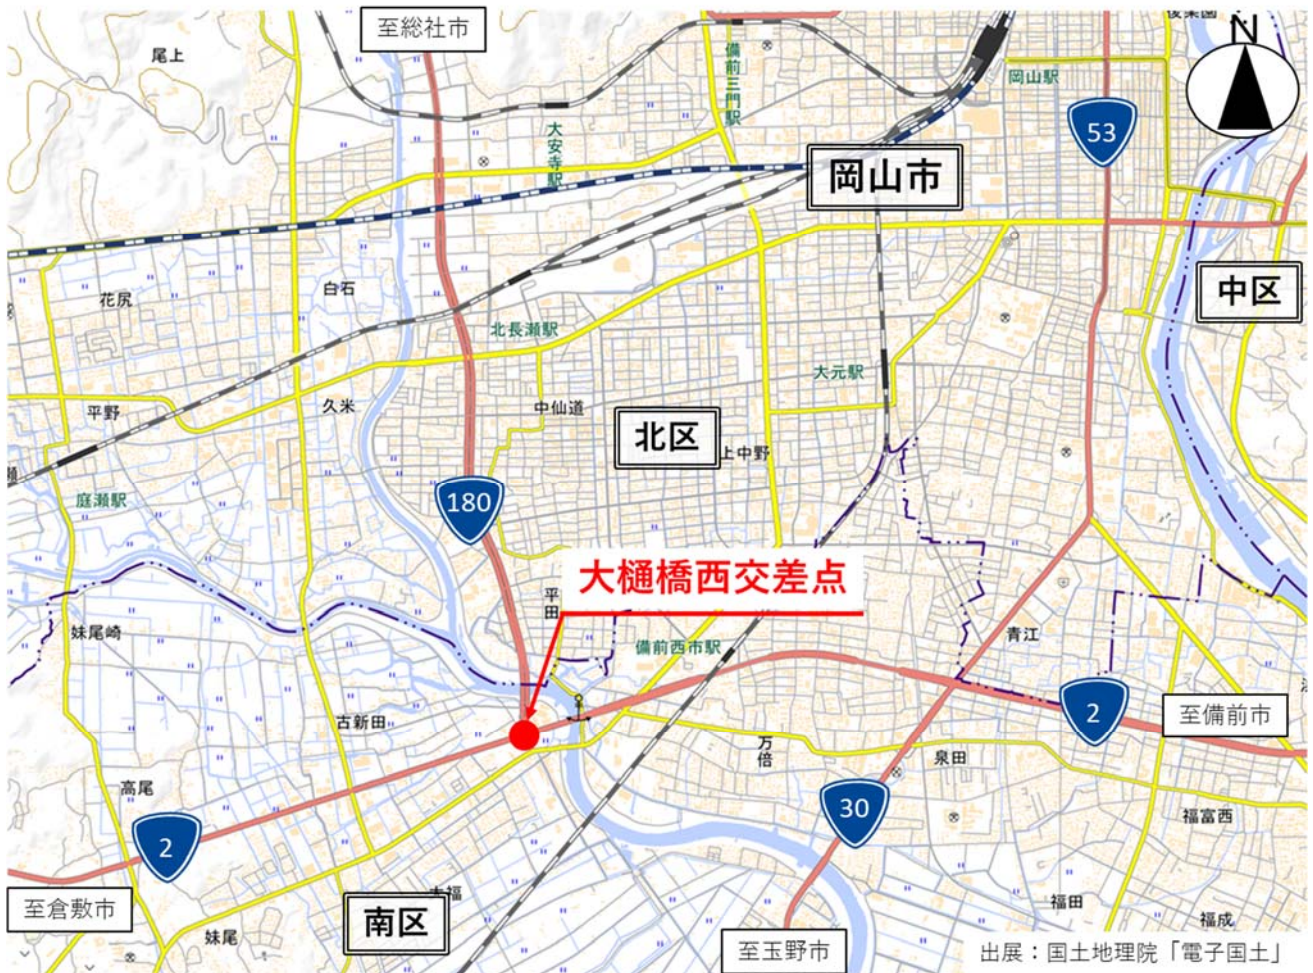 至総社市
尾上
備前三門駅
後楽園
N
岡山駅
53
大安寺駅
岡山市
中区
花尻
白石
北長瀬駅
大元駅
平野
久米
中仙道
北区
上中野
庭瀬駅
180
大樋橋西交差点
平田
妹尾崎
備前西市駅
青江
古新田
2
至備前市
万倍
泉田
高尾
30
福富西
2
至倉敷市
大福
南区
妹尾
福田
福成
至玉野市
出展：国土地理院「電子国土」